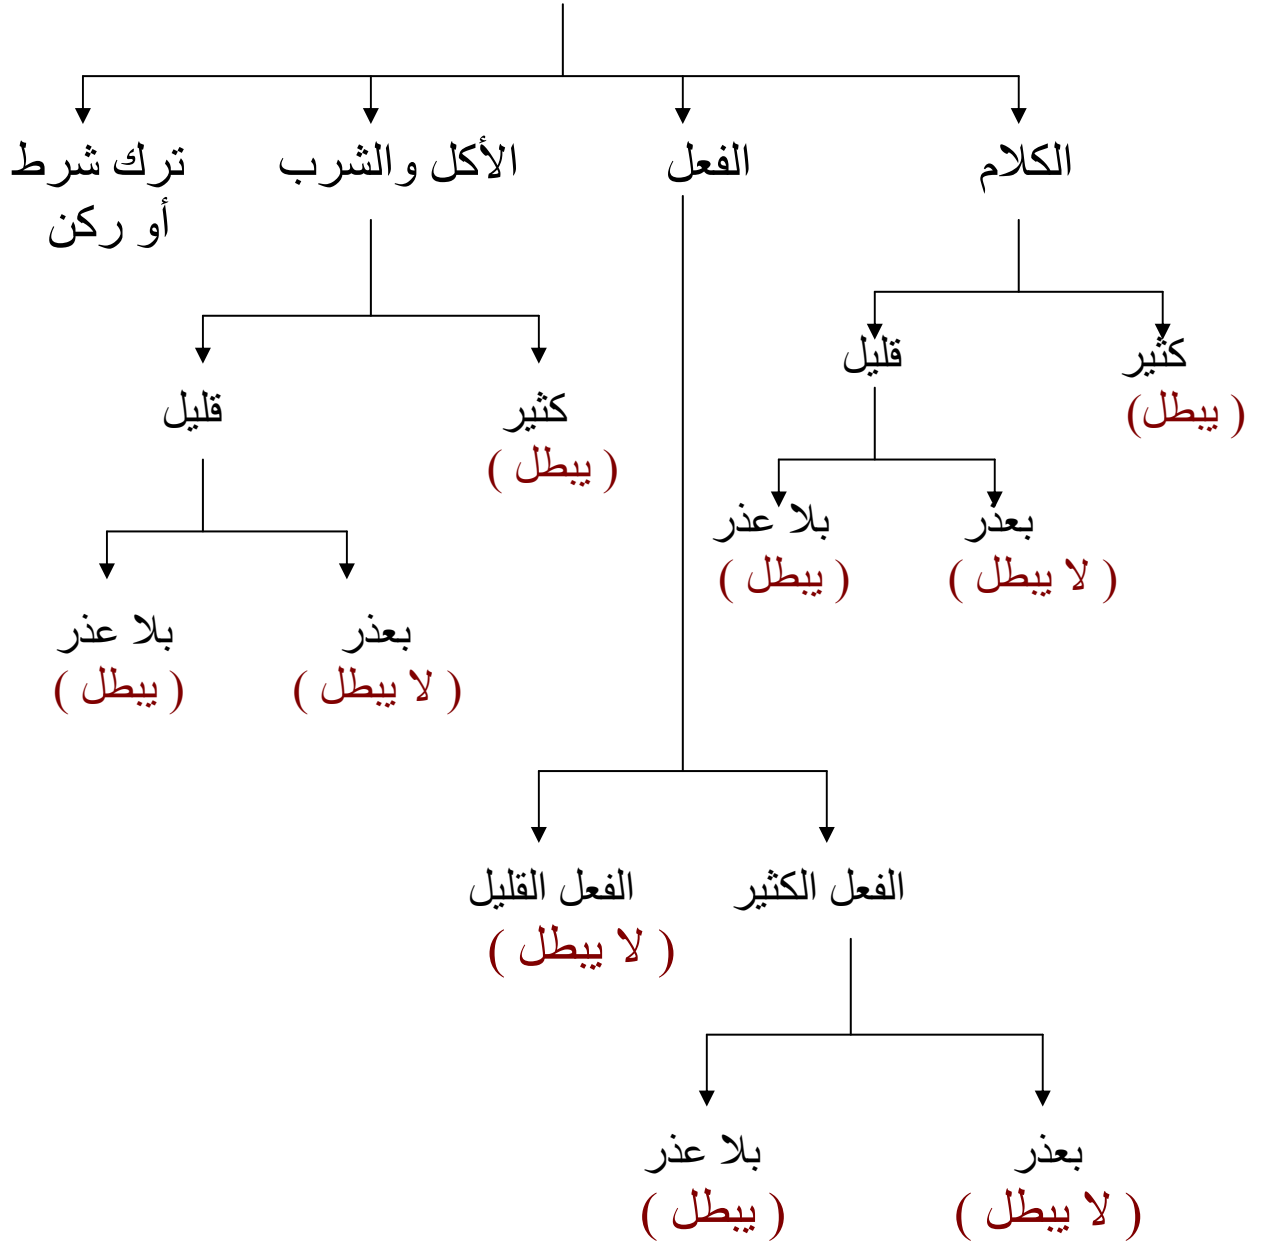 الكلام
الفعل
الأكل والشرب
ترك شرط
أو ركن
كثير
( يبطل)
قليل
بعذر
( لا يبطل )
بلا عذر
( يبطل )
كثير
( يبطل )
قليل
بعذر
( لا يبطل )
بلا عذر
( يبطل )
الفعل الكثير
الفعل القليل
( لا يبطل )
بعذر
( لا يبطل )
بلا عذر
( يبطل )